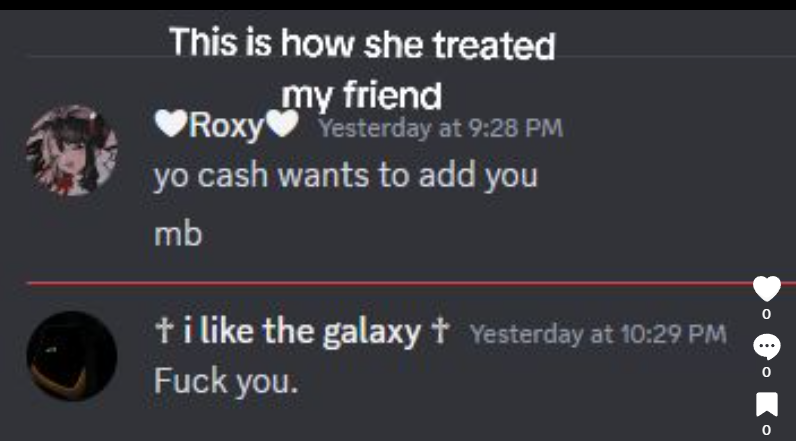 This is how she treated
my friend
🤍Roxy🤍 Yesterday at 9:28 PM
yo cash wants to add you
mb
† i like the galaxy † Yesterday at 10:29 PM
Fuck you.
0
0
0